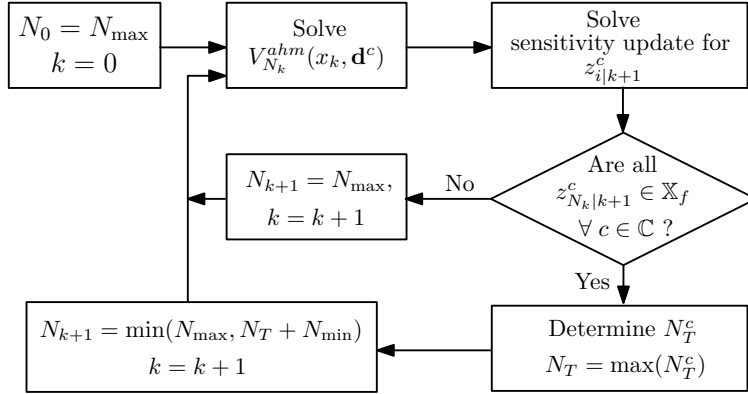 N_0 = N_max
k = 0
Solve
V^{ahm}_{N_k}(x_k, d^c)
Solve
sensitivity update for
z^c_{i|k+1}
Are all
z^c_{N_k|k+1} ∈ 𝕏_f
∀ c ∈ ℂ ?
No
N_{k+1} = N_max,
k = k + 1
Yes
Determine N^c_T
N_T = max(N^c_T)
N_{k+1} = min(N_max, N_T + N_min)
k = k + 1